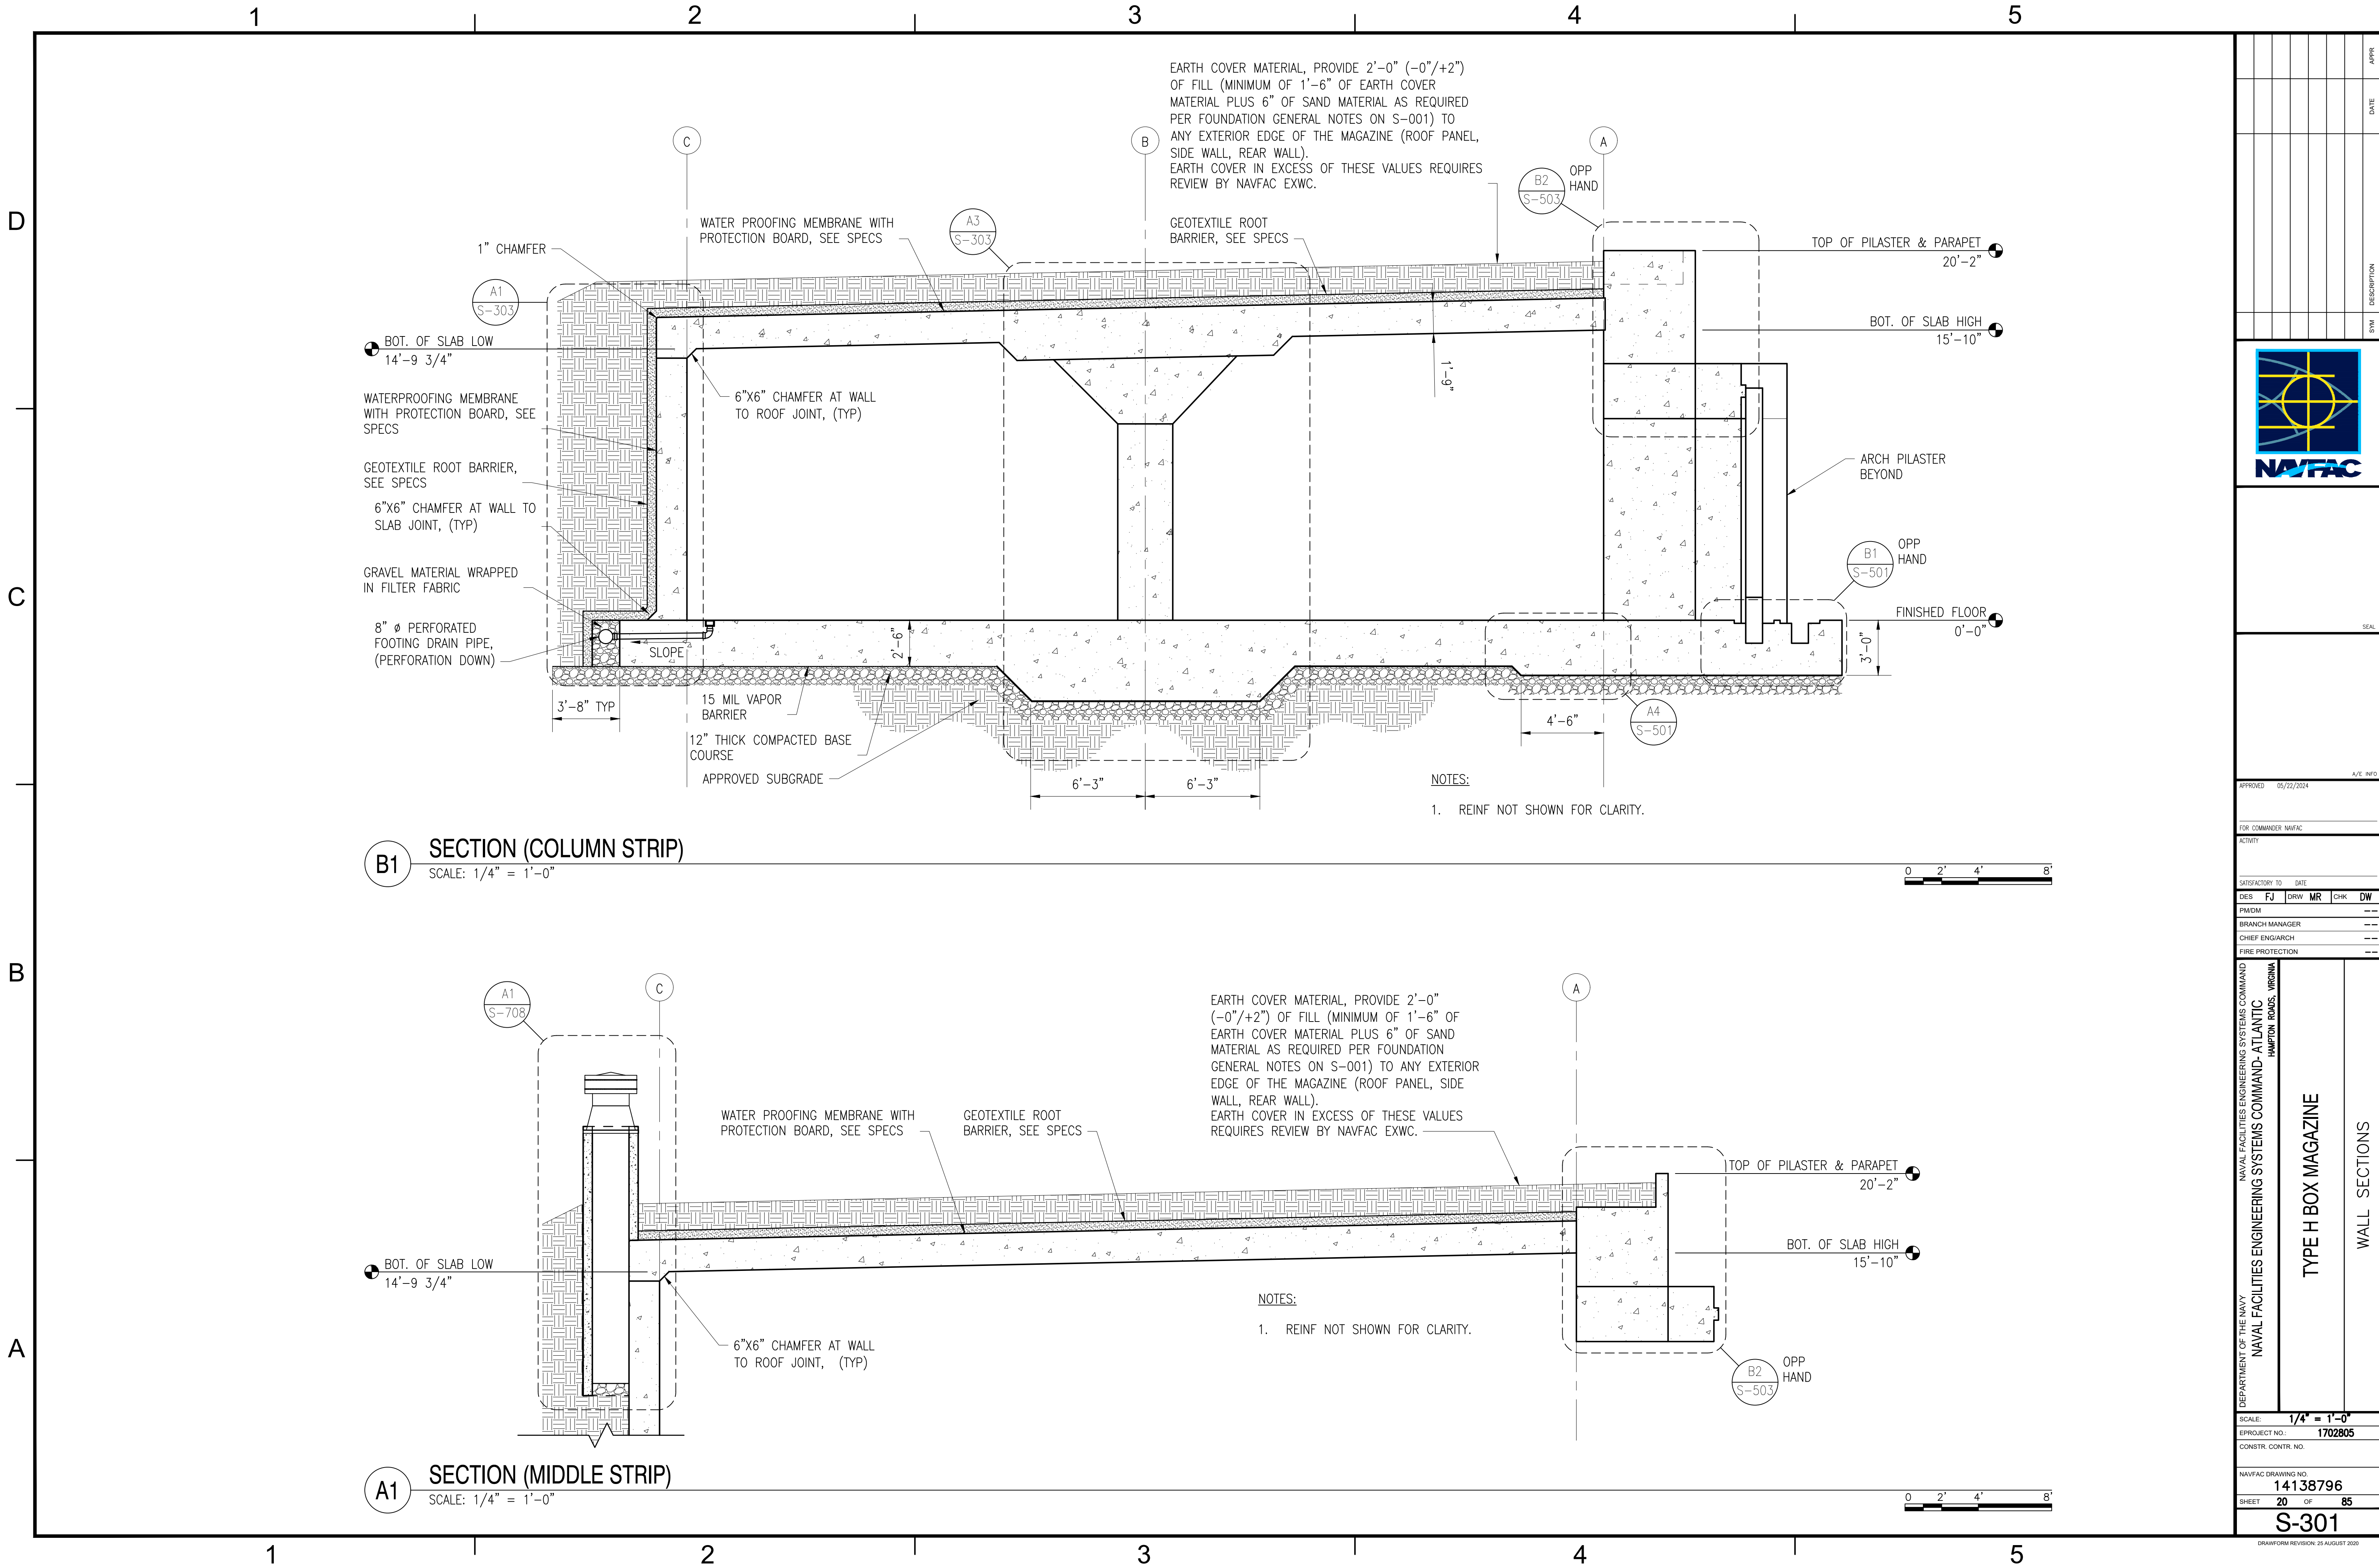 1 2 3 4 5
D
C
B
A
EARTH COVER MATERIAL, PROVIDE 2'-0" (-0"/+2")
OF FILL (MINIMUM OF 1'-6" OF EARTH COVER
MATERIAL PLUS 6" OF SAND MATERIAL AS REQUIRED
PER FOUNDATION GENERAL NOTES ON S-001) TO
ANY EXTERIOR EDGE OF THE MAGAZINE (ROOF PANEL,
SIDE WALL, REAR WALL).
EARTH COVER IN EXCESS OF THESE VALUES REQUIRES
REVIEW BY NAVFAC EXWC.
C
B
A
B2
S-503
OPP
HAND
A3
S-303
WATER PROOFING MEMBRANE WITH
PROTECTION BOARD, SEE SPECS
GEOTEXTILE ROOT
BARRIER, SEE SPECS
1" CHAMFER
A1
S-303
TOP OF PILASTER & PARAPET
20'-2"
BOT. OF SLAB HIGH
15'-10"
BOT. OF SLAB LOW
14'-9 3/4"
1'-9"
WATERPROOFING MEMBRANE
WITH PROTECTION BOARD, SEE
SPECS
6"X6" CHAMFER AT WALL
TO ROOF JOINT, (TYP)
GEOTEXTILE ROOT BARRIER,
SEE SPECS
ARCH PILASTER
BEYOND
6"X6" CHAMFER AT WALL TO
SLAB JOINT, (TYP)
GRAVEL MATERIAL WRAPPED
IN FILTER FABRIC
B1
S-501
OPP
HAND
8" ø PERFORATED
FOOTING DRAIN PIPE,
(PERFORATION DOWN)
SLOPE
2'-6"
FINISHED FLOOR
0'-0"
3'-0"
3'-8" TYP
15 MIL VAPOR
BARRIER
12" THICK COMPACTED BASE
COURSE
APPROVED SUBGRADE
6'-3"
6'-3"
4'-6"
A4
S-501
NOTES:
1. REINF NOT SHOWN FOR CLARITY.
B1
SECTION (COLUMN STRIP)
SCALE: 1/4" = 1'-0"
0 2' 4' 8'
A1
S-708
C
A
EARTH COVER MATERIAL, PROVIDE 2'-0"
(-0"/+2") OF FILL (MINIMUM OF 1'-6" OF
EARTH COVER MATERIAL PLUS 6" OF SAND
MATERIAL AS REQUIRED PER FOUNDATION
GENERAL NOTES ON S-001) TO ANY EXTERIOR
EDGE OF THE MAGAZINE (ROOF PANEL, SIDE
WALL, REAR WALL).
EARTH COVER IN EXCESS OF THESE VALUES
REQUIRES REVIEW BY NAVFAC EXWC.
WATER PROOFING MEMBRANE WITH
PROTECTION BOARD, SEE SPECS
GEOTEXTILE ROOT
BARRIER, SEE SPECS
TOP OF PILASTER & PARAPET
20'-2"
BOT. OF SLAB HIGH
15'-10"
BOT. OF SLAB LOW
14'-9 3/4"
NOTES:
1. REINF NOT SHOWN FOR CLARITY.
6"X6" CHAMFER AT WALL
TO ROOF JOINT, (TYP)
B2
S-503
OPP
HAND
A1
SECTION (MIDDLE STRIP)
SCALE: 1/4" = 1'-0"
0 2' 4' 8'
1 2 3 4 5
APPR
DATE
DESCRIPTION
SYM
NAVFAC
SEAL
A/E INFO
APPROVED 05/22/2024
FOR COMMANDER NAVFAC
ACTIVITY
SATISFACTORY TO DATE
DES FJ DRW MR CHK DW
PM/DM --
BRANCH MANAGER --
CHIEF ENG/ARCH --
FIRE PROTECTION --
DEPARTMENT OF THE NAVY NAVAL FACILITIES ENGINEERING SYSTEMS COMMAND
NAVAL FACILITIES ENGINEERING SYSTEMS COMMAND- ATLANTIC
HAMPTON ROADS, VIRGINIA
TYPE H BOX MAGAZINE
WALL SECTIONS
SCALE: 1/4" = 1'-0"
EPROJECT NO.: 1702805
CONSTR. CONTR. NO.
NAVFAC DRAWING NO.
14138796
SHEET 20 OF 85
S-301
DRAWFORM REVISION: 25 AUGUST 2020